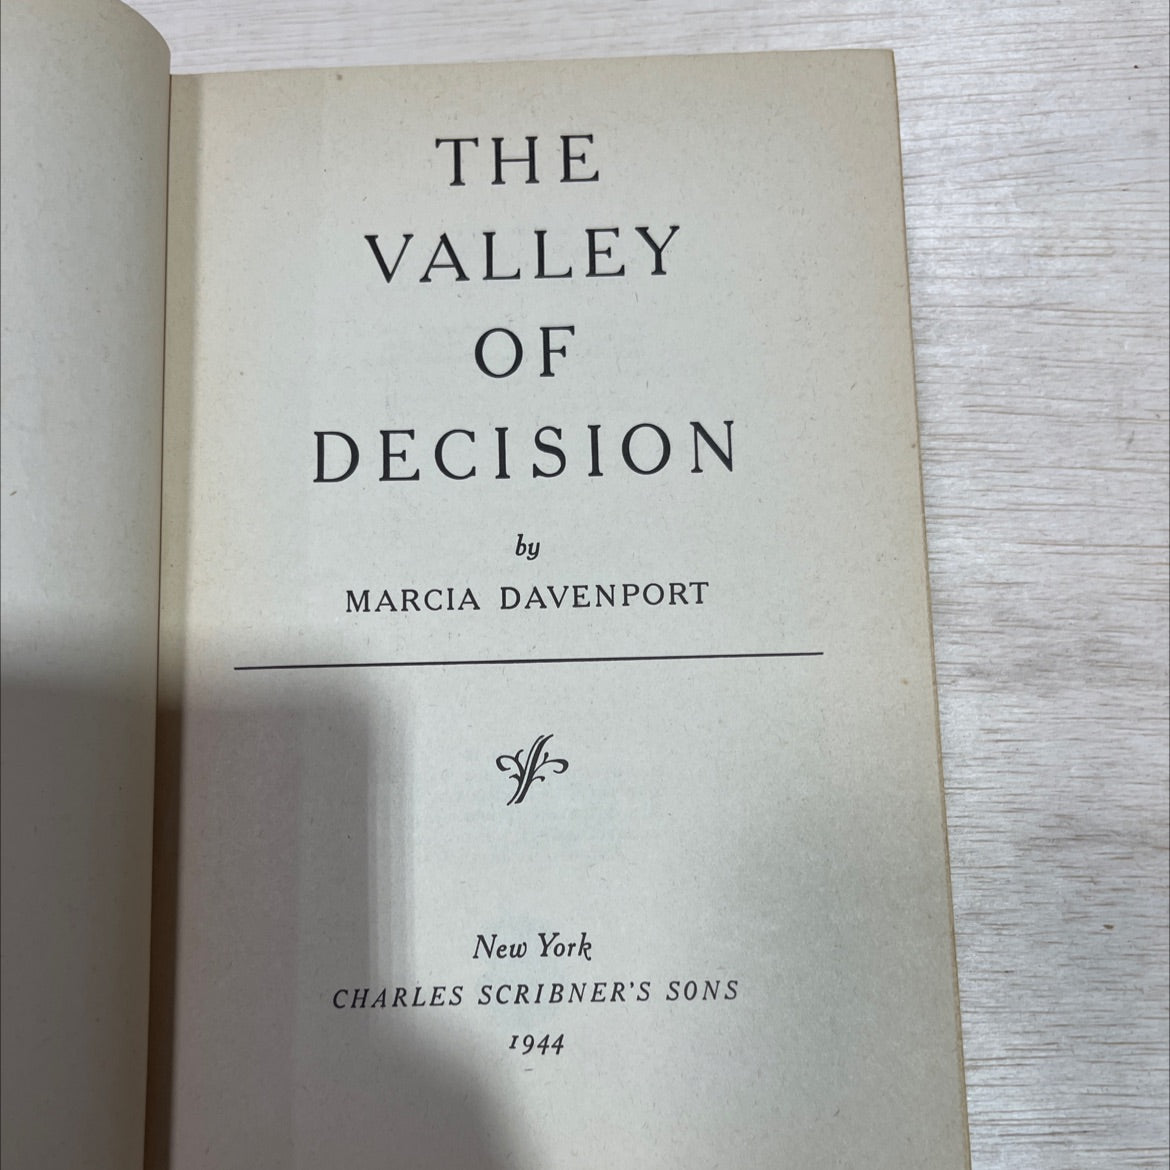 THE
VALLEY
OF
DECISION
by
MARCIA DAVENPORT
New York
CHARLES SCRIBNER'S SONS
1944